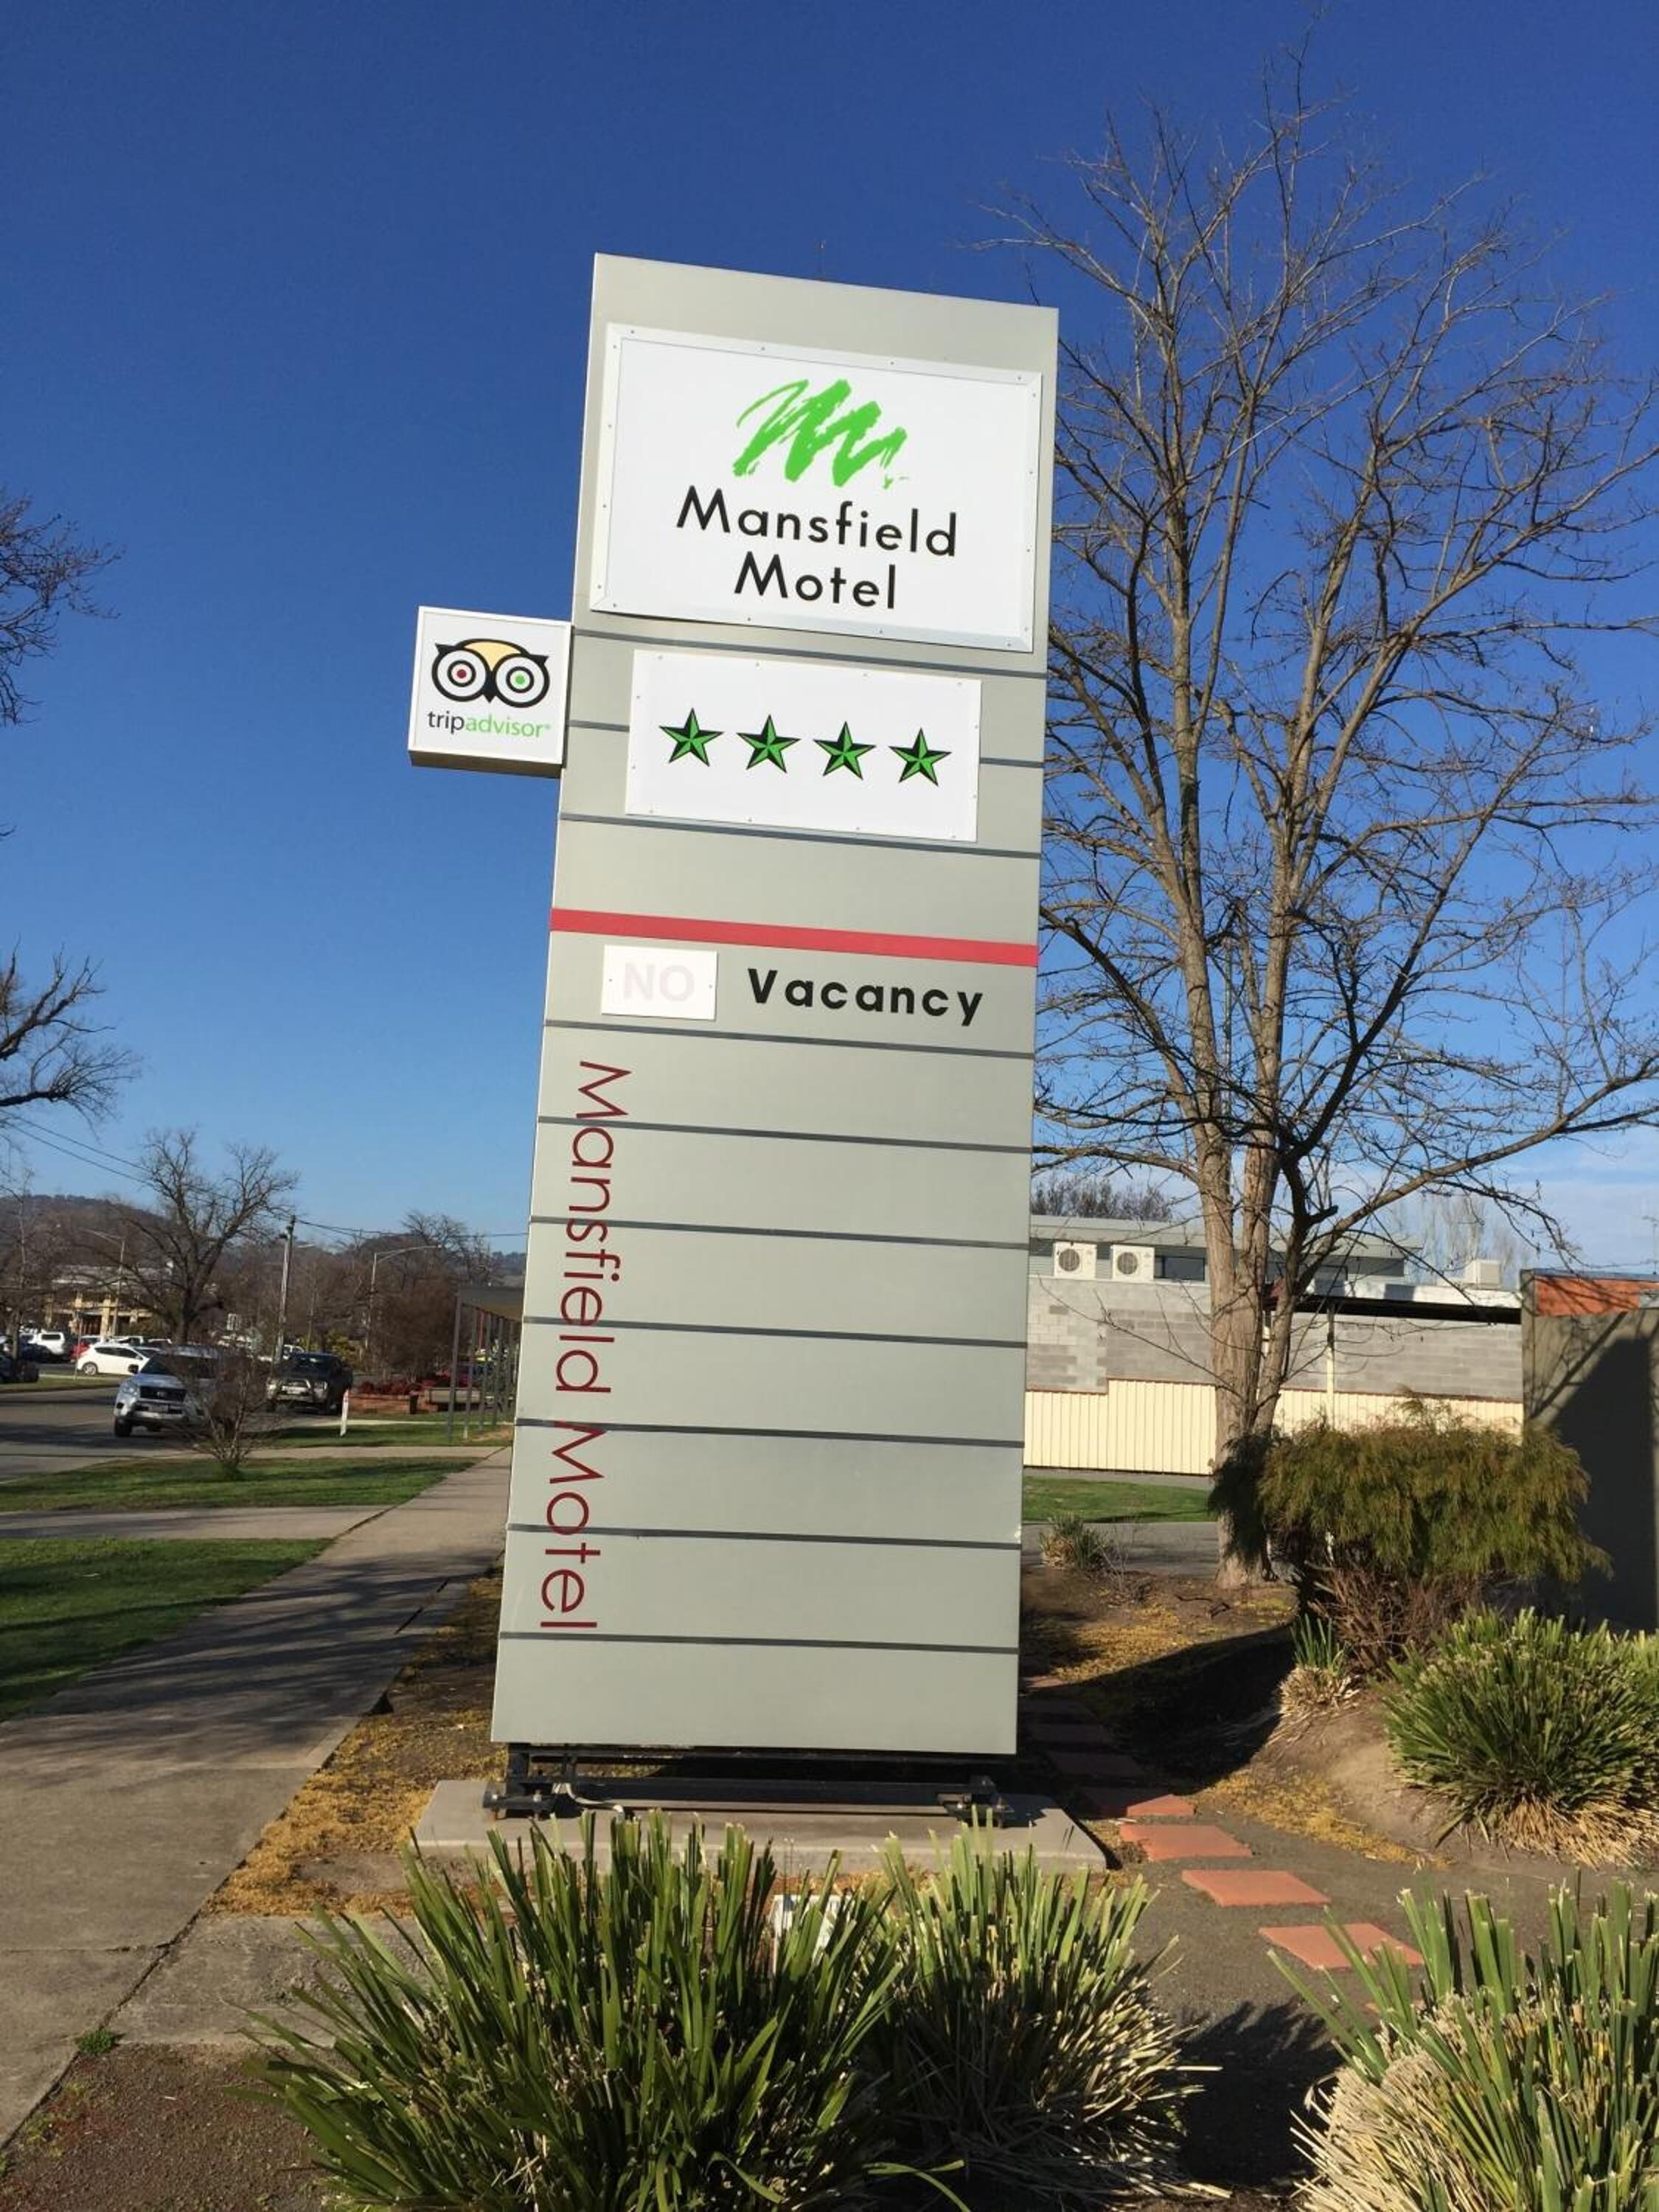 Mansfield
Motel
tripadvisor®
NO Vacancy
Mansfield Motel